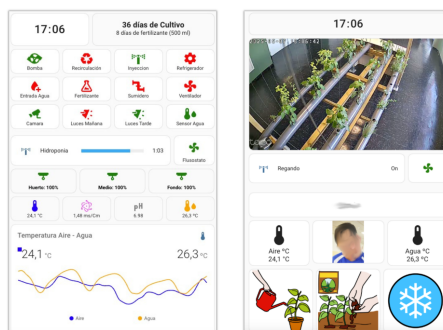 17:06
36 días de Cultivo
8 días de fertilizante (500 ml)
Bomba
Recirculación
Inyeccion
Refrigerador
Entrada Agua
Fertilizante
Sumidero
Ventilador
Camara
Luces Mañana
Luces Tarde
Sensor Agua
Hidroponia
1:03
Flusostato
Huerto: 100%
Medio: 100%
Fondo: 100%
24,1 °C
1,48 ms/Cm
pH
6.98
26,3 °C
Temperatura Aire - Agua
24,1 °C
26,3 °C
Aire
Agua
17:06
Regando
On
Aire ºC
24,1 °C
Agua ºC
26,3 °C